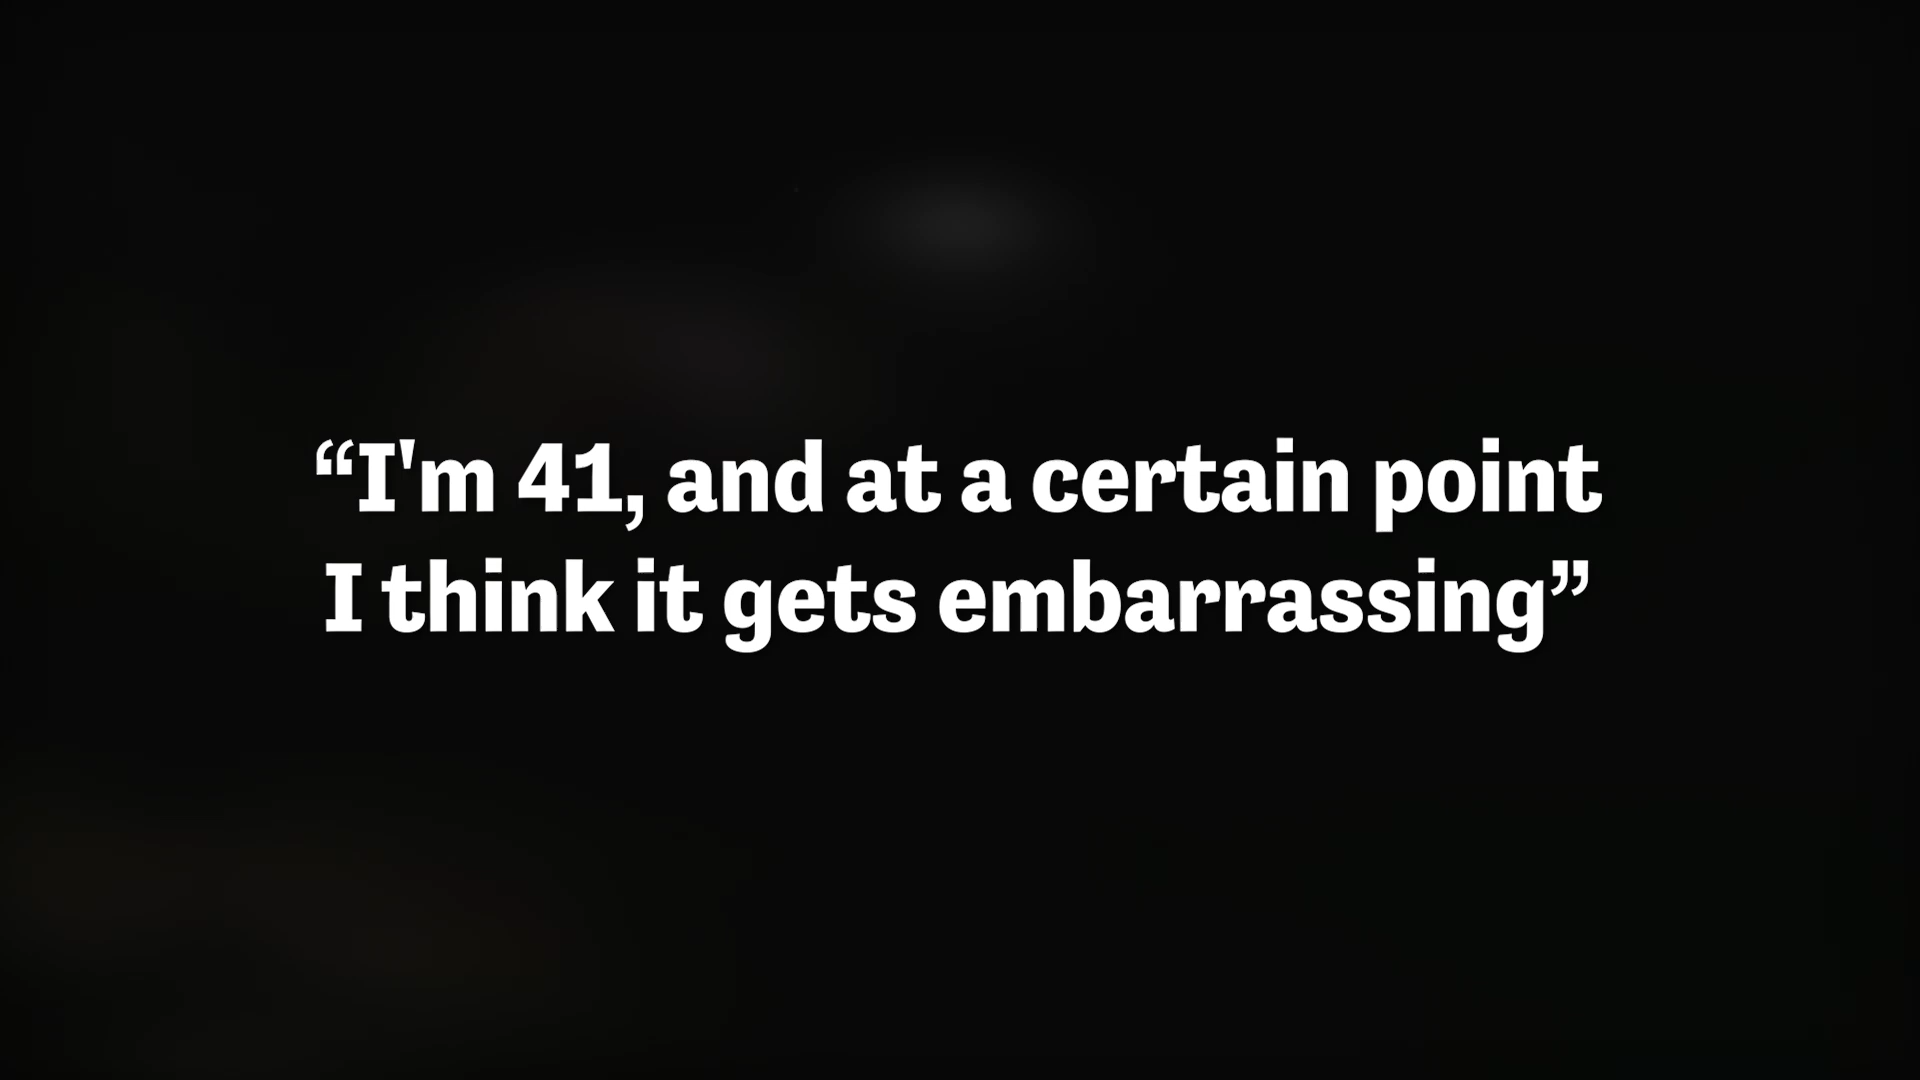 “I'm 41, and at a certain point
I think it gets embarrassing”